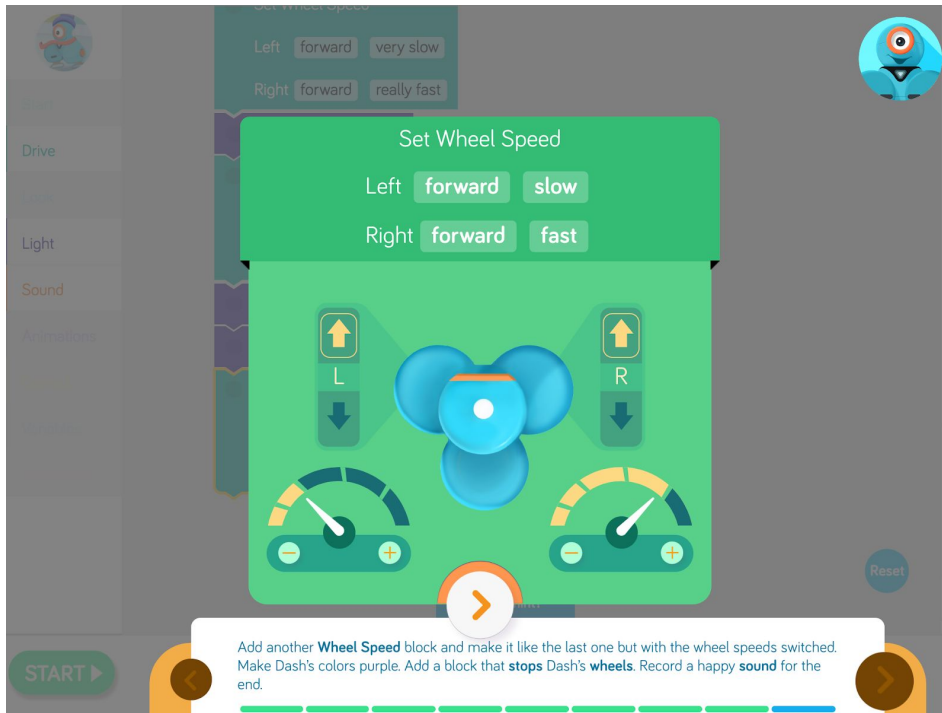 Set Wheel Speed
Left forward very slow
Right forward really fast
Drive
Light
Sound
Animations
Set Wheel Speed
Left forward slow
Right forward fast
L
R
Reset
Add another Wheel Speed block and make it like the last one but with the wheel speeds switched.
Make Dash's colors purple. Add a block that stops Dash's wheels. Record a happy sound for the
end.
START